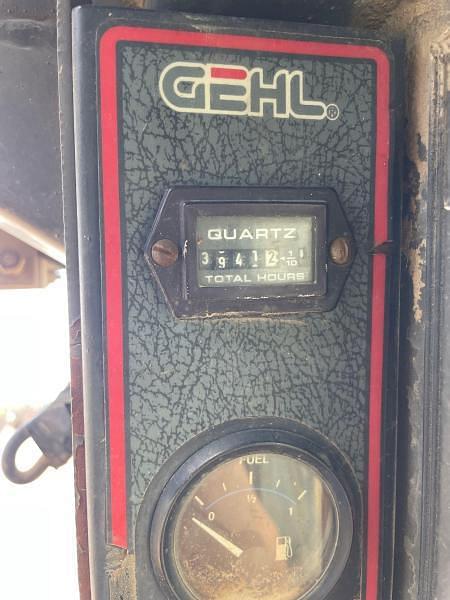 GEHL®
QUARTZ
3 9 4 1 2 1/10
TOTAL HOURS
FUEL
1/2
0 1